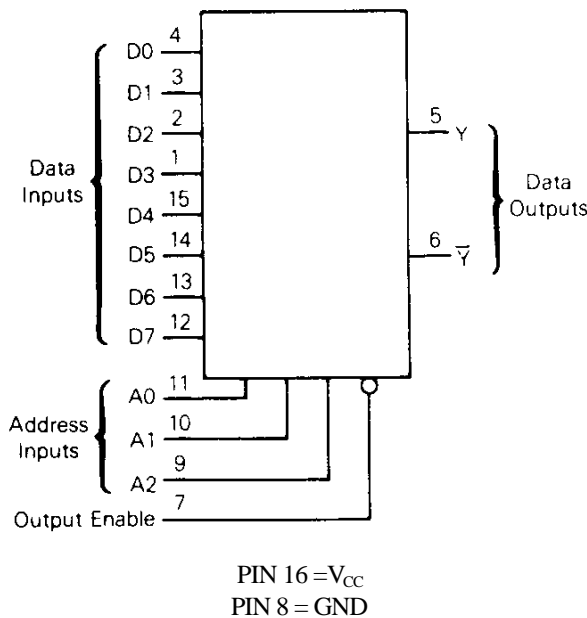 D0 4
D1 3
D2 2
D3 1
D4 15
D5 14
D6 13
D7 12
Data
Inputs
5 Y
6 Y̅
Data
Outputs
A0 11
A1 10
A2 9
Address
Inputs
Output Enable 7
PIN 16 =VCC
PIN 8 = GND